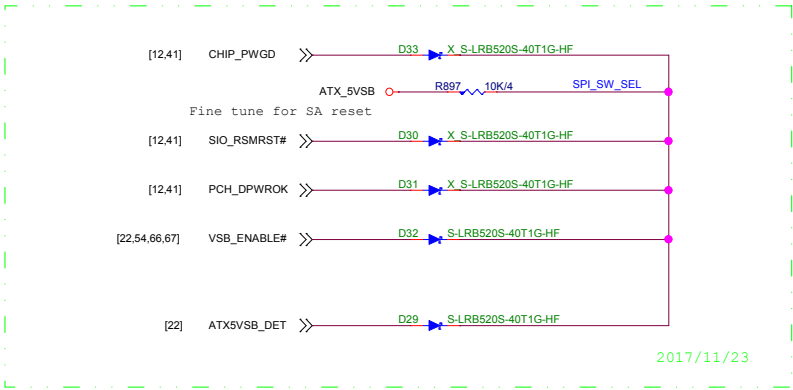 [12,41] CHIP_PWGD D33 X_S-LRB520S-40T1G-HF
ATX_5VSB R897 10K/4 SPI_SW_SEL
Fine tune for SA reset
[12,41] SIO_RSMRST# D30 X_S-LRB520S-40T1G-HF
[12,41] PCH_DPWROK D31 X_S-LRB520S-40T1G-HF
[22,54,66,67] VSB_ENABLE# D32 S-LRB520S-40T1G-HF
[22] ATX5VSB_DET D29 S-LRB520S-40T1G-HF
2017/11/23